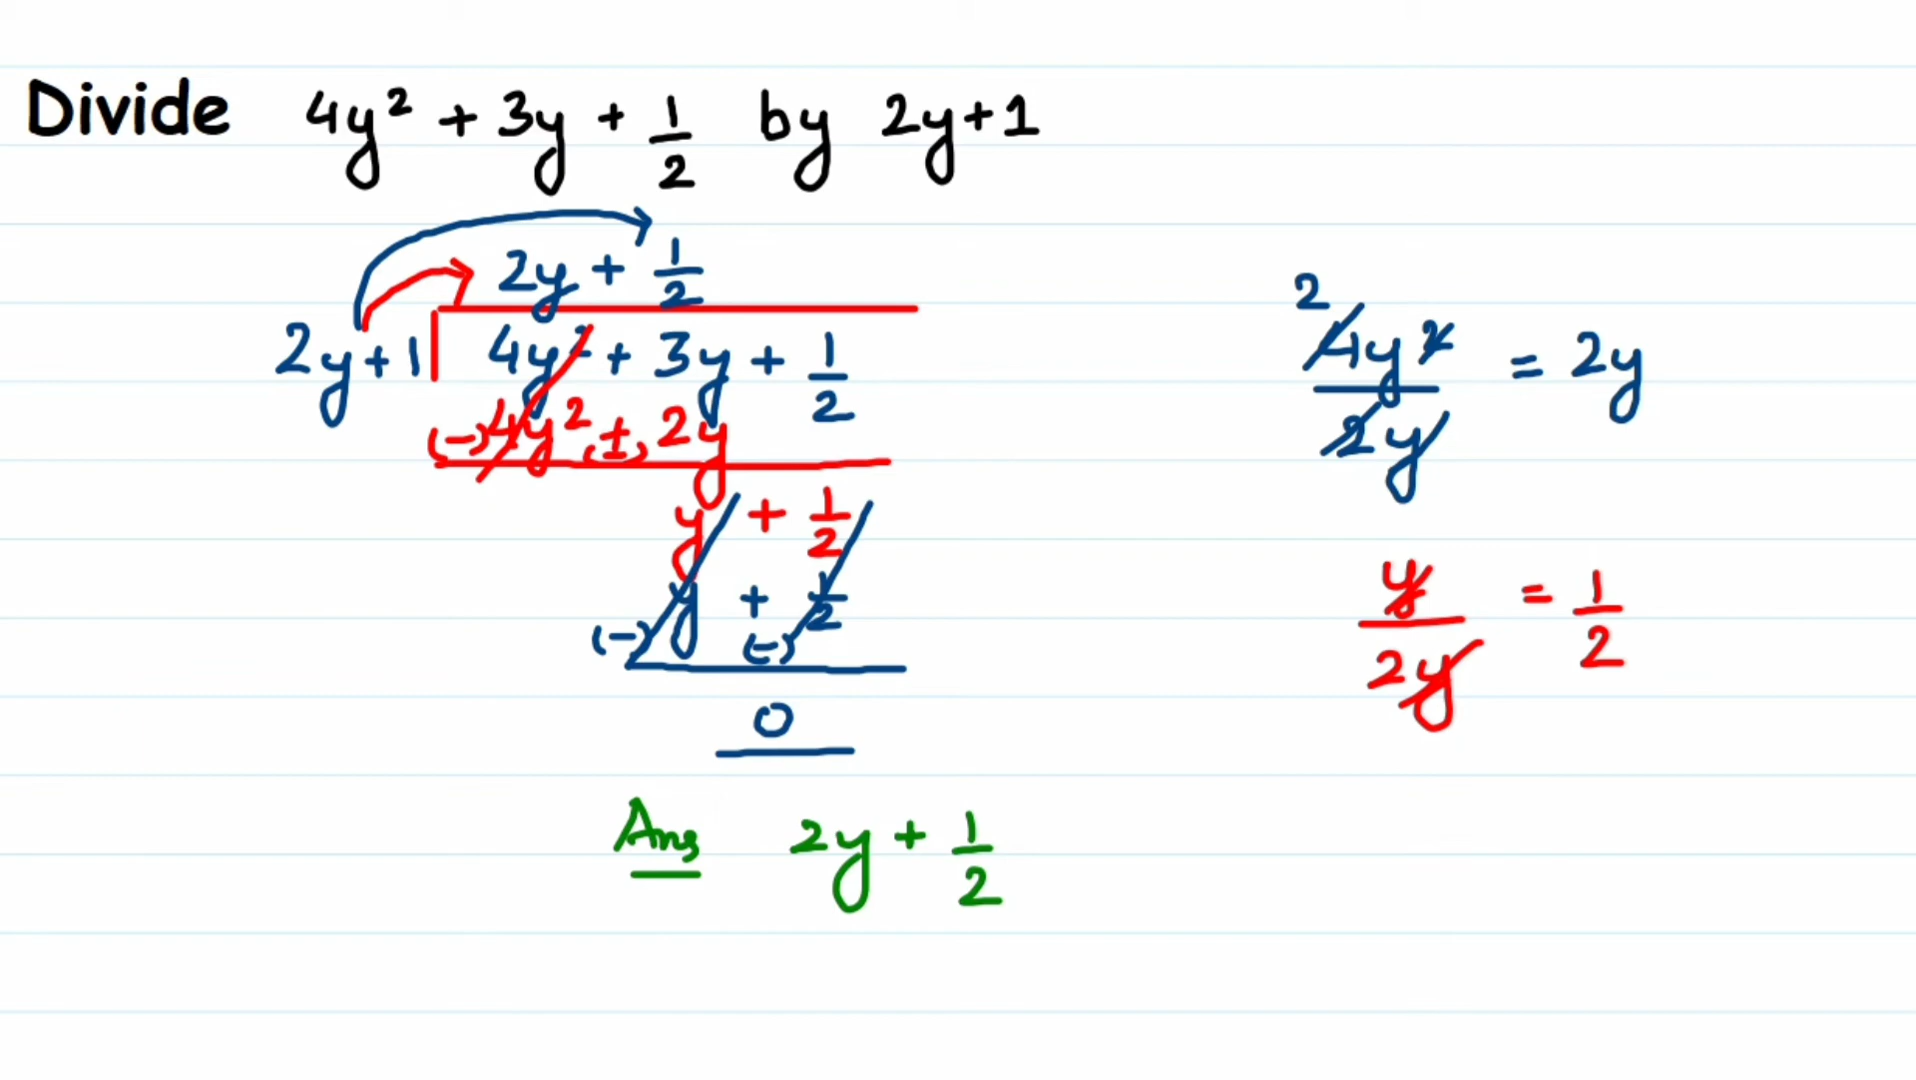 Divide 4y² + 3y + 1/2 by 2y+1
2y + 1/2
2y+1 4y² + 3y + 1/2
(-)4y² (±) 2y
y + 1/2
y + 1/2
(-) (-)
0
Ans 2y + 1/2
2
4y²/2y = 2y
y/2y = 1/2